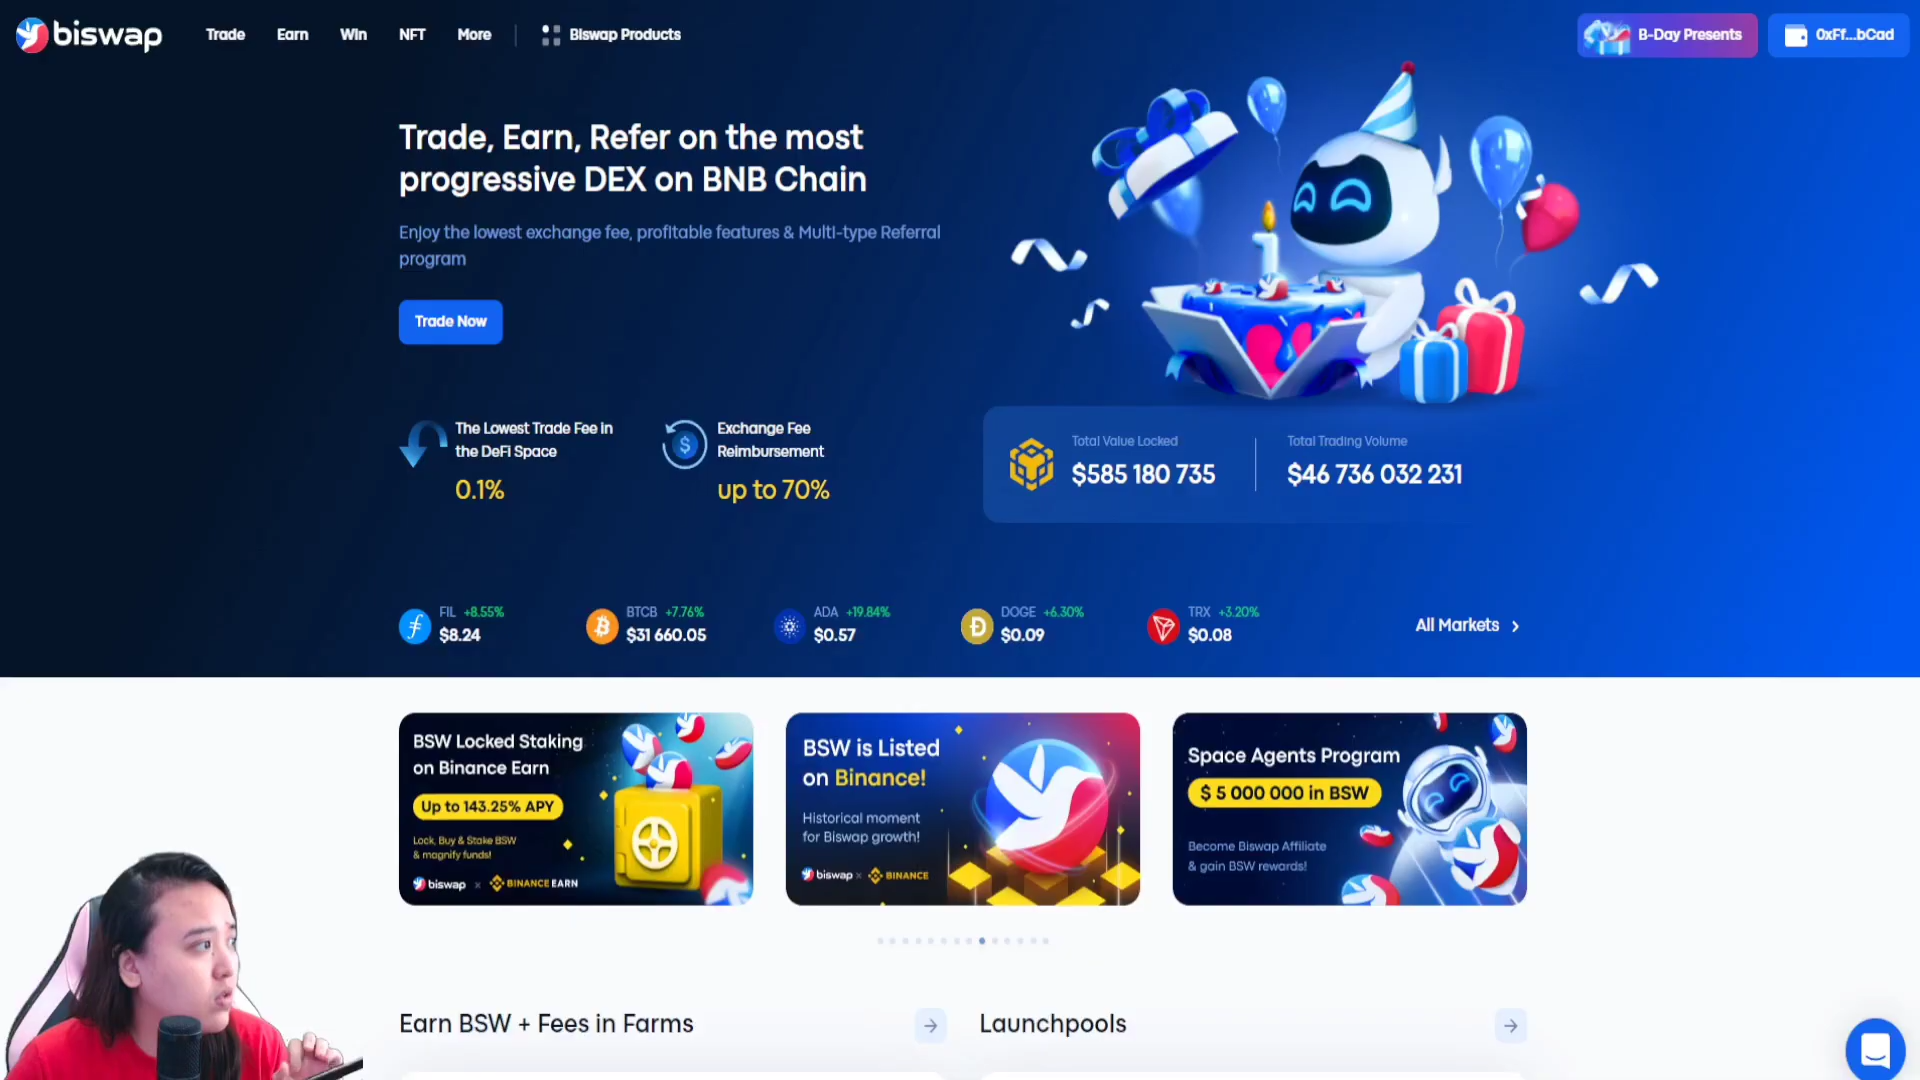 biswap
Trade Earn Win NFT More Biswap Products
B-Day Presents
0xFf...bCad
Trade, Earn, Refer on the most
progressive DEX on BNB Chain
Enjoy the lowest exchange fee, profitable features & Multi-type Referral
program
Trade Now
The Lowest Trade Fee in
the DeFi Space
0.1%
Exchange Fee
Reimbursement
up to 70%
Total Value Locked
$585 180 735
Total Trading Volume
$46 736 032 231
FIL +8.55%
$8.24
BTCB +7.76%
$31 660.05
ADA +19.84%
$0.57
DOGE +6.30%
$0.09
TRX +3.20%
$0.08
All Markets
BSW Locked Staking
on Binance Earn
Up to 143.25% APY
Lock, Buy & Stake BSW
& magnify funds!
biswap x BINANCE EARN
BSW is Listed
on Binance!
Historical moment
for Biswap growth!
biswap x BINANCE
Space Agents Program
$ 5 000 000 in BSW
Become Biswap Affiliate
& gain BSW rewards!
Earn BSW + Fees in Farms
Launchpools